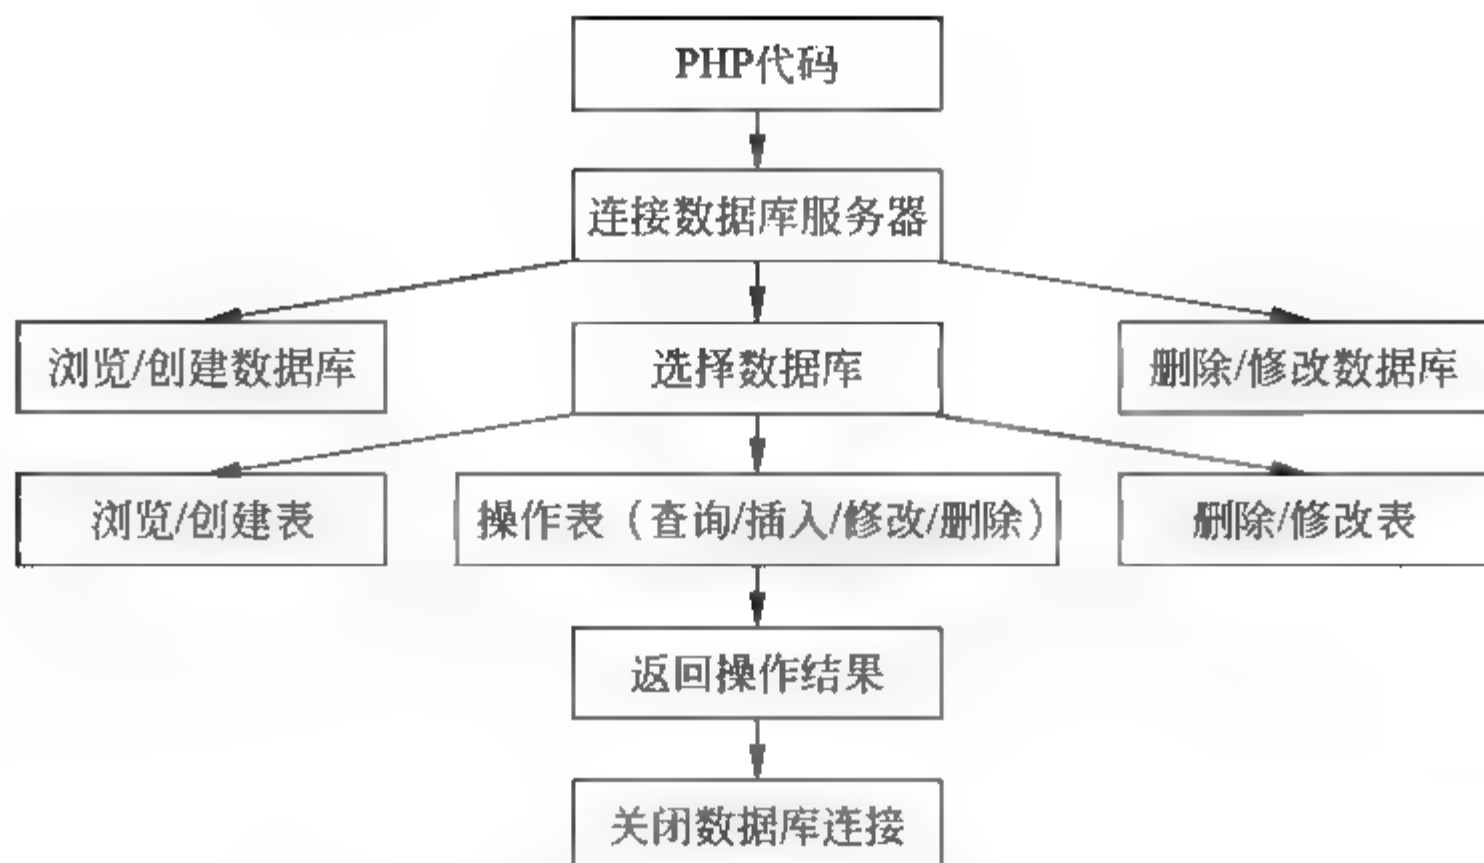 PHP代码
连接数据库服务器
浏览/创建数据库
选择数据库
删除/修改数据库
浏览/创建表
操作表（查询/插入/修改/删除）
删除/修改表
返回操作结果
关闭数据库连接